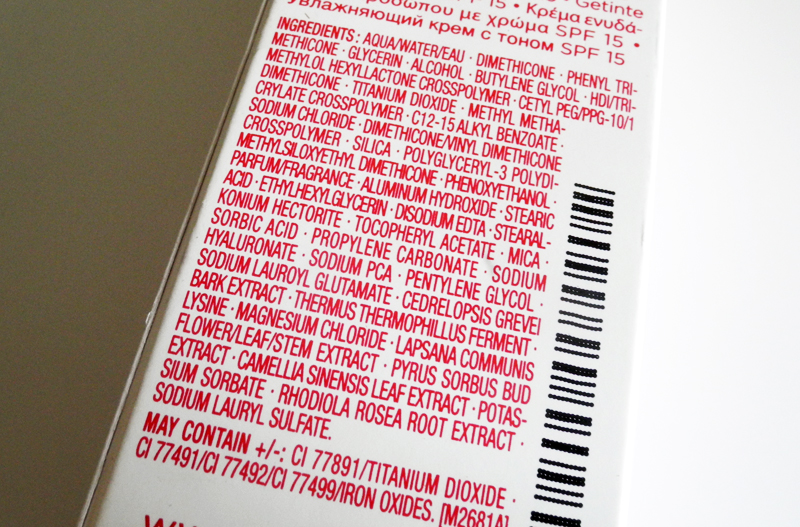 SPF 15 • Getinte
προσώπου με χρώμα SPF 15 • Κρέμα ενυδά-
Увлажняющий крем с тоном SPF 15 •
INGREDIENTS: AQUA/WATER/EAU · DIMETHICONE · PHENYL TRI-
METHICONE · GLYCERIN · ALCOHOL · BUTYLENE GLYCOL · HDI/TRI-
METHYLOL HEXYLLACTONE CROSSPOLYMER · CETYL PEG/PPG-10/1
DIMETHICONE · TITANIUM DIOXIDE · METHYL METHA-
CRYLATE CROSSPOLYMER · C12-15 ALKYL BENZOATE ·
SODIUM CHLORIDE · DIMETHICONE/VINYL DIMETHICONE
CROSSPOLYMER · SILICA · POLYGLYCERYL-3 POLYDI-
METHYLSILOXYETHYL DIMETHICONE · PHENOXYETHANOL ·
PARFUM/FRAGRANCE · ALUMINUM HYDROXIDE · STEARIC
ACID · ETHYLHEXYLGLYCERIN · DISODIUM EDTA · STEARAL-
KONIUM HECTORITE · TOCOPHERYL ACETATE · MICA ·
SORBIC ACID · PROPYLENE CARBONATE · SODIUM
HYALURONATE · SODIUM PCA · PENTYLENE GLYCOL ·
SODIUM LAUROYL GLUTAMATE · CEDRELOPSIS GREVEI
BARK EXTRACT · THERMUS THERMOPHILLUS FERMENT ·
LYSINE · MAGNESIUM CHLORIDE · LAPSANA COMMUNIS
FLOWER/LEAF/STEM EXTRACT · PYRUS SORBUS BUD
EXTRACT · CAMELLIA SINENSIS LEAF EXTRACT · POTAS-
SIUM SORBATE · RHODIOLA ROSEA ROOT EXTRACT ·
SODIUM LAURYL SULFATE.
MAY CONTAIN +/-: CI 77891/TITANIUM DIOXIDE ·
CI 77491/CI 77492/CI 77499/IRON OXIDES. [M2681A]